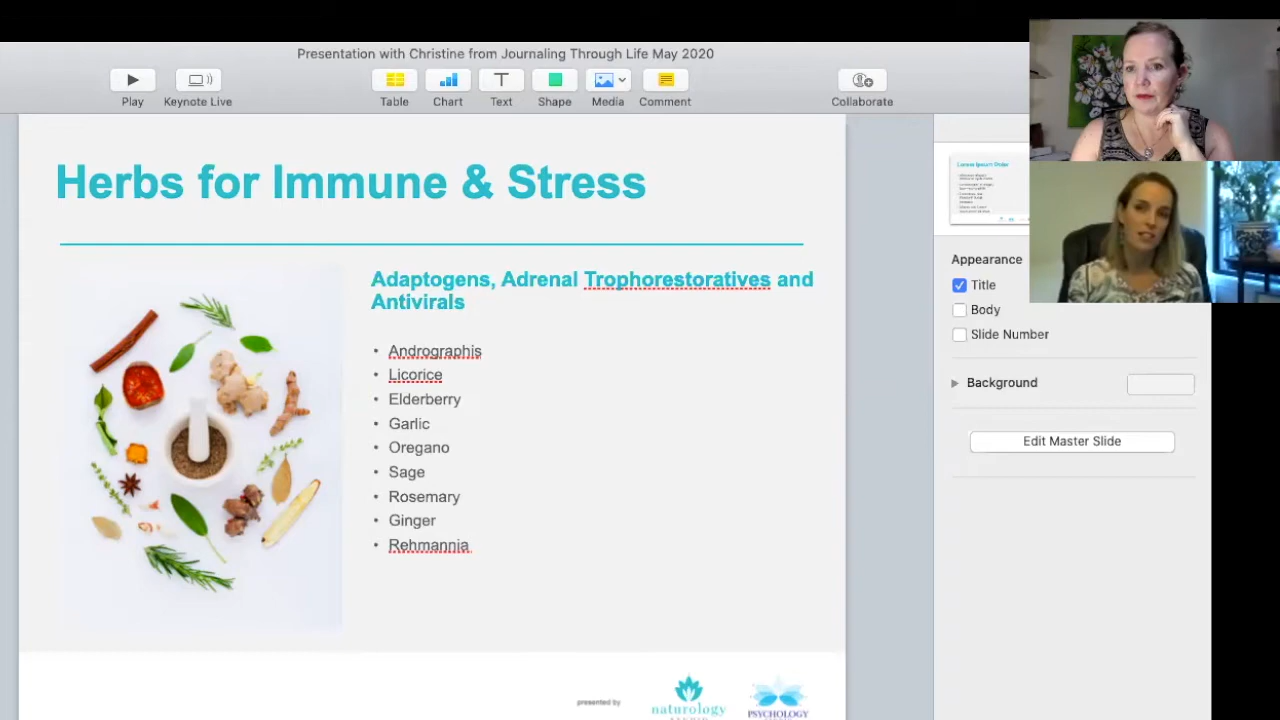 Presentation with Christine from Journaling Through Life May 2020
Play
Keynote Live
Table
Chart
Text
Shape
Media
Comment
Collaborate
Herbs for Immune & Stress
Adaptogens, Adrenal Trophorestoratives and
Antivirals
• Andrographis
• Licorice
• Elderberry
• Garlic
• Oregano
• Sage
• Rosemary
• Ginger
• Rehmannia
presented by
naturology
PSYCHOLOGY
Appearance
Title
Body
Slide Number
Background
Edit Master Slide